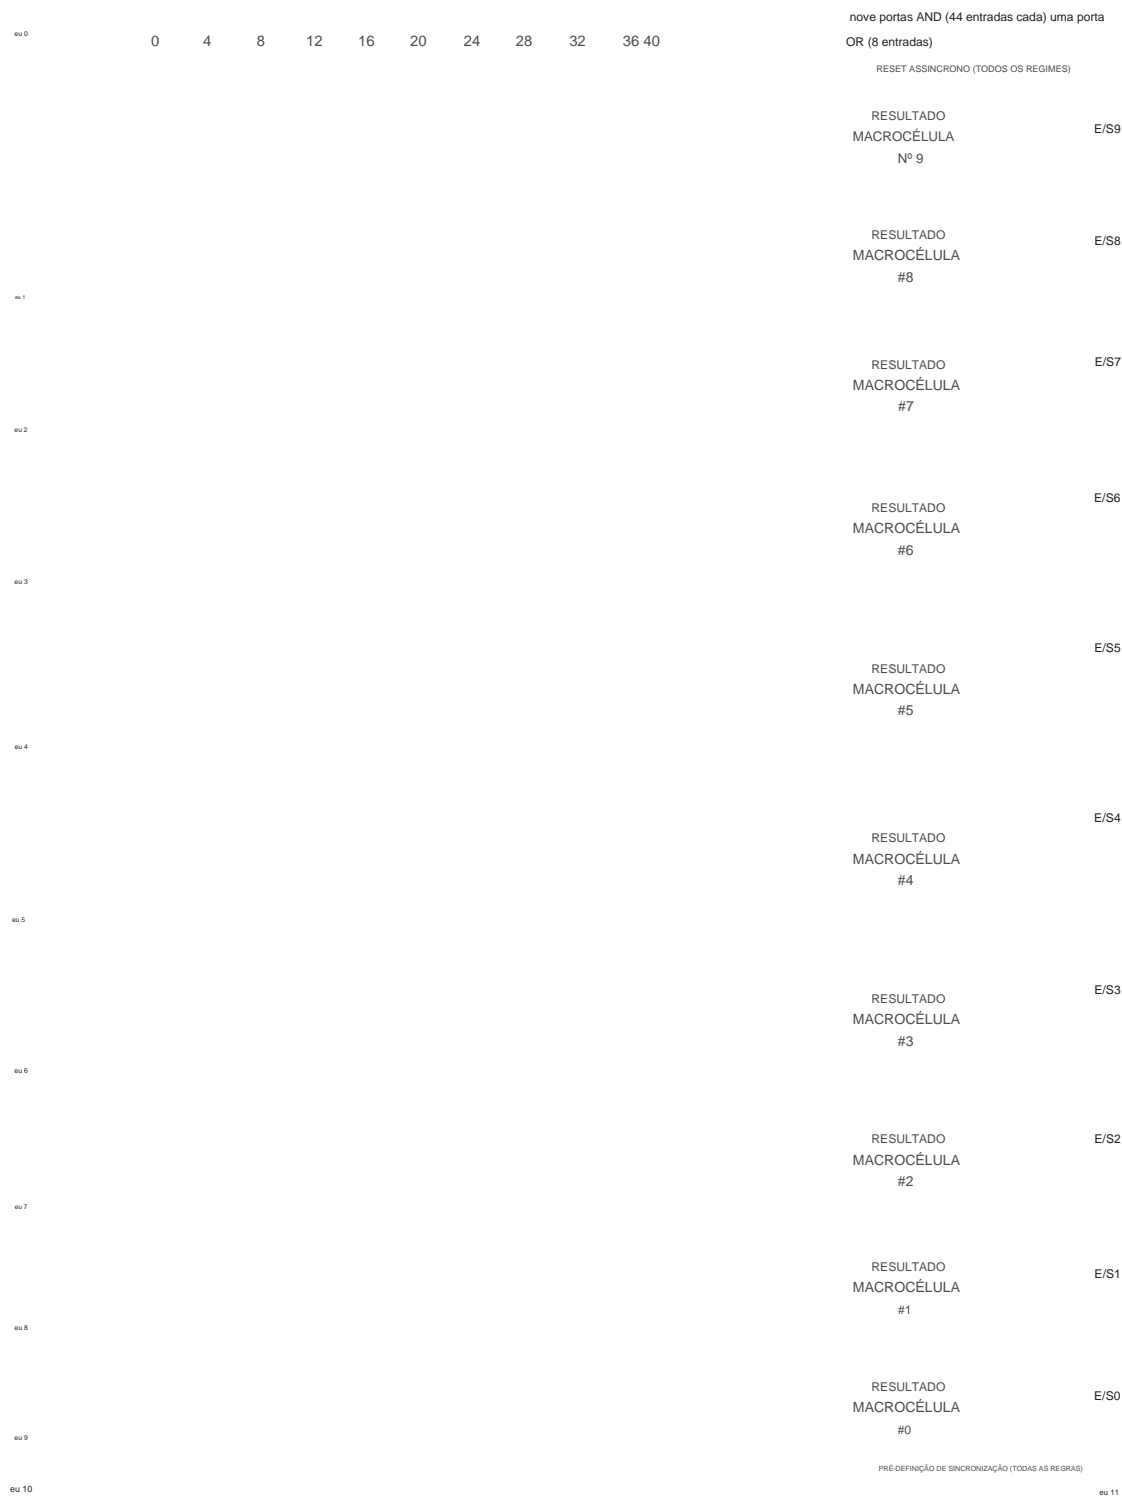 nove portas AND (44 entradas cada) uma porta
eu 0
0 4 8 12 16 20 24 28 32 36 40
OR (8 entradas)
RESET ASSINCRONO (TODOS OS REGIMES)
RESULTADO
MACROCÉLULA
Nº 9
E/S9
RESULTADO
MACROCÉLULA
#8
E/S8
eu 1
RESULTADO
MACROCÉLULA
#7
E/S7
eu 2
RESULTADO
MACROCÉLULA
#6
E/S6
eu 3
RESULTADO
MACROCÉLULA
#5
E/S5
eu 4
RESULTADO
MACROCÉLULA
#4
E/S4
eu 5
RESULTADO
MACROCÉLULA
#3
E/S3
eu 6
RESULTADO
MACROCÉLULA
#2
E/S2
eu 7
RESULTADO
MACROCÉLULA
#1
E/S1
eu 8
RESULTADO
MACROCÉLULA
#0
E/S0
eu 9
PRÉ-DEFINIÇÃO DE SINCRONIZAÇÃO (TODAS AS REGRAS)
eu 10
eu 11